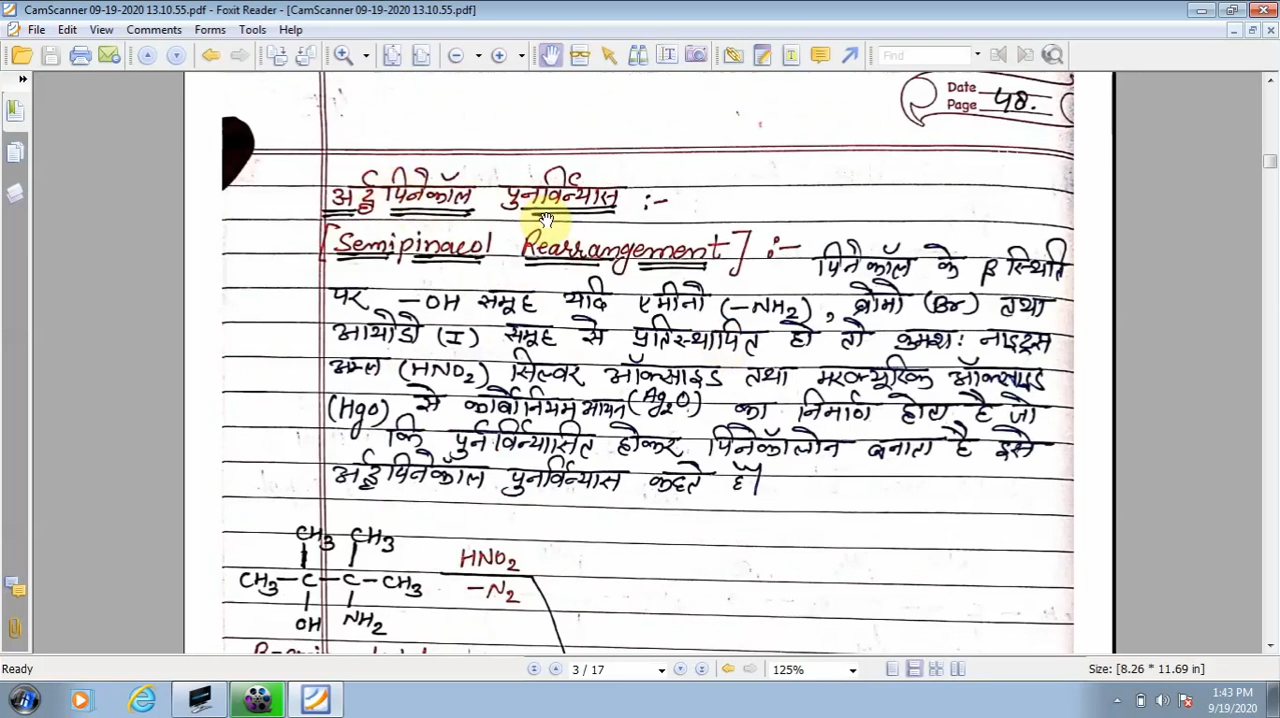 CamScanner 09-19-2020 13.10.55.pdf - Foxit Reader - [CamScanner 09-19-2020 13.10.55.pdf]
File Edit View Comments Forms Tools Help
Find
Date
Page 48.
अर्द्ध पिनैकॉल पुनर्विन्यास :-
[Semipinacol Rearrangement] :- पिनैकॉल के β स्थिति
पर -OH समूह यदि एमीनो (-NH2), ब्रोमो (Br) तथा
आयोडो (I) समूह से प्रतिस्थापित हो तो क्रमशः नाइट्रस
अम्ल (HNO2) सिल्वर ऑक्साइड तथा मरक्यूरिक ऑक्साइड
(HgO) से कार्बोनियम आयन (Ag2O) का निर्माण होता है जो
कि पुर्नविन्यासित होकर पिनैकॉलोन बनाता है इसे
अर्द्धपिनैकॉल पुनर्विन्यास कहते हैं।
CH3 CH3
CH3-C-C-CH3
OH NH2
HNO2
-N2
Ready
3 / 17
125%
Size: [8.26 * 11.69 in]
1:43 PM
9/19/2020